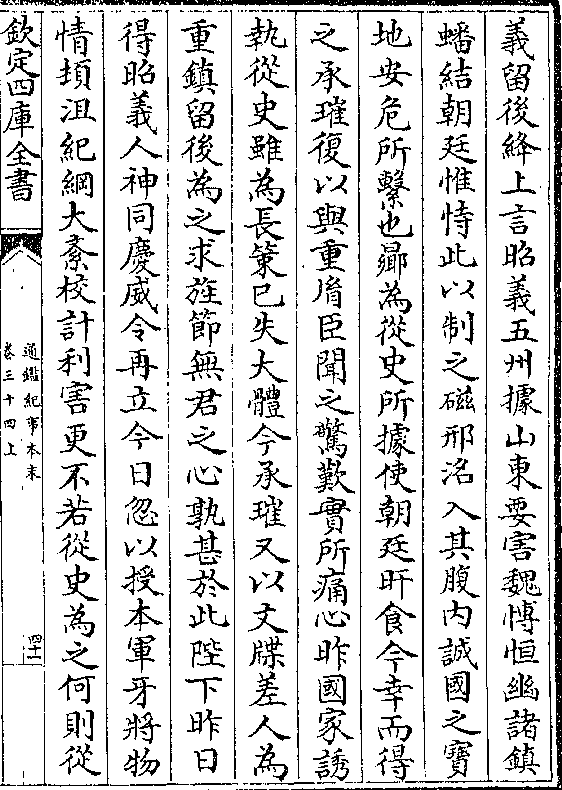 義留後絳上言昭義五州據山東要害魏愽恒幽諸鎮
蟠結朝廷惟恃此以制之磁邢洺入其腹内誠國之寶
地安危所繫也曏為從史所據使朝廷旰食今幸而得
之承璀復以與重𦙍臣聞之驚歎實所痛心昨國家誘
執從史雖為長策已失大體今承璀又以文牒差人為
重鎮留後為之求旌節無君之心孰甚於此陛下昨日
得昭義人神同慶威令再立今日忽以授本軍牙將物
情頓沮紀綱大紊校計利害更不若從史為之何則從
欽定四庫全書
通鑑紀事本末
卷三十四上
四十一